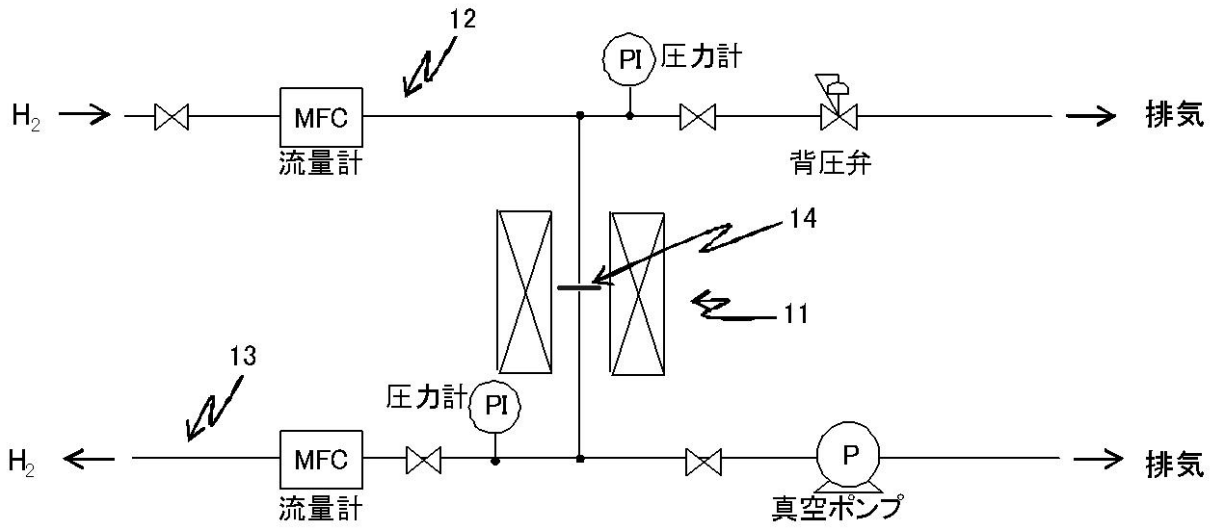 12
PI 圧力計
H₂ MFC 排気
流量計 背圧弁
14
11
13
圧力計 PI
H₂ MFC P 排気
流量計 真空ポンプ